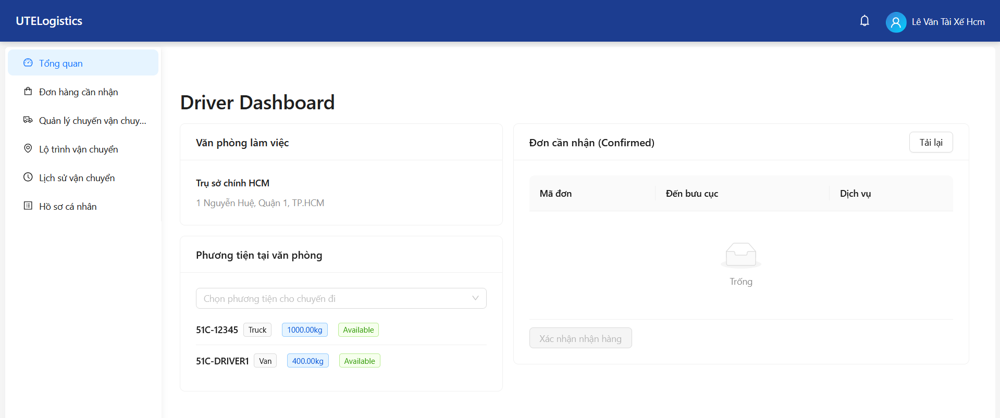 UTELogistics
Lê Văn Tài Xế Hcm
Tổng quan
Đơn hàng cần nhận
Quản lý chuyến vận chuy...
Lộ trình vận chuyển
Lịch sử vận chuyển
Hồ sơ cá nhân
Driver Dashboard
Văn phòng làm việc
Trụ sở chính HCM
1 Nguyễn Huệ, Quận 1, TP.HCM
Phương tiện tại văn phòng
Chọn phương tiện cho chuyến đi
51C-12345 Truck 1000.00kg Available
51C-DRIVER1 Van 400.00kg Available
Đơn cần nhận (Confirmed)
Tải lại
Mã đơn Đến bưu cục Dịch vụ
Trống
Xác nhận nhận hàng